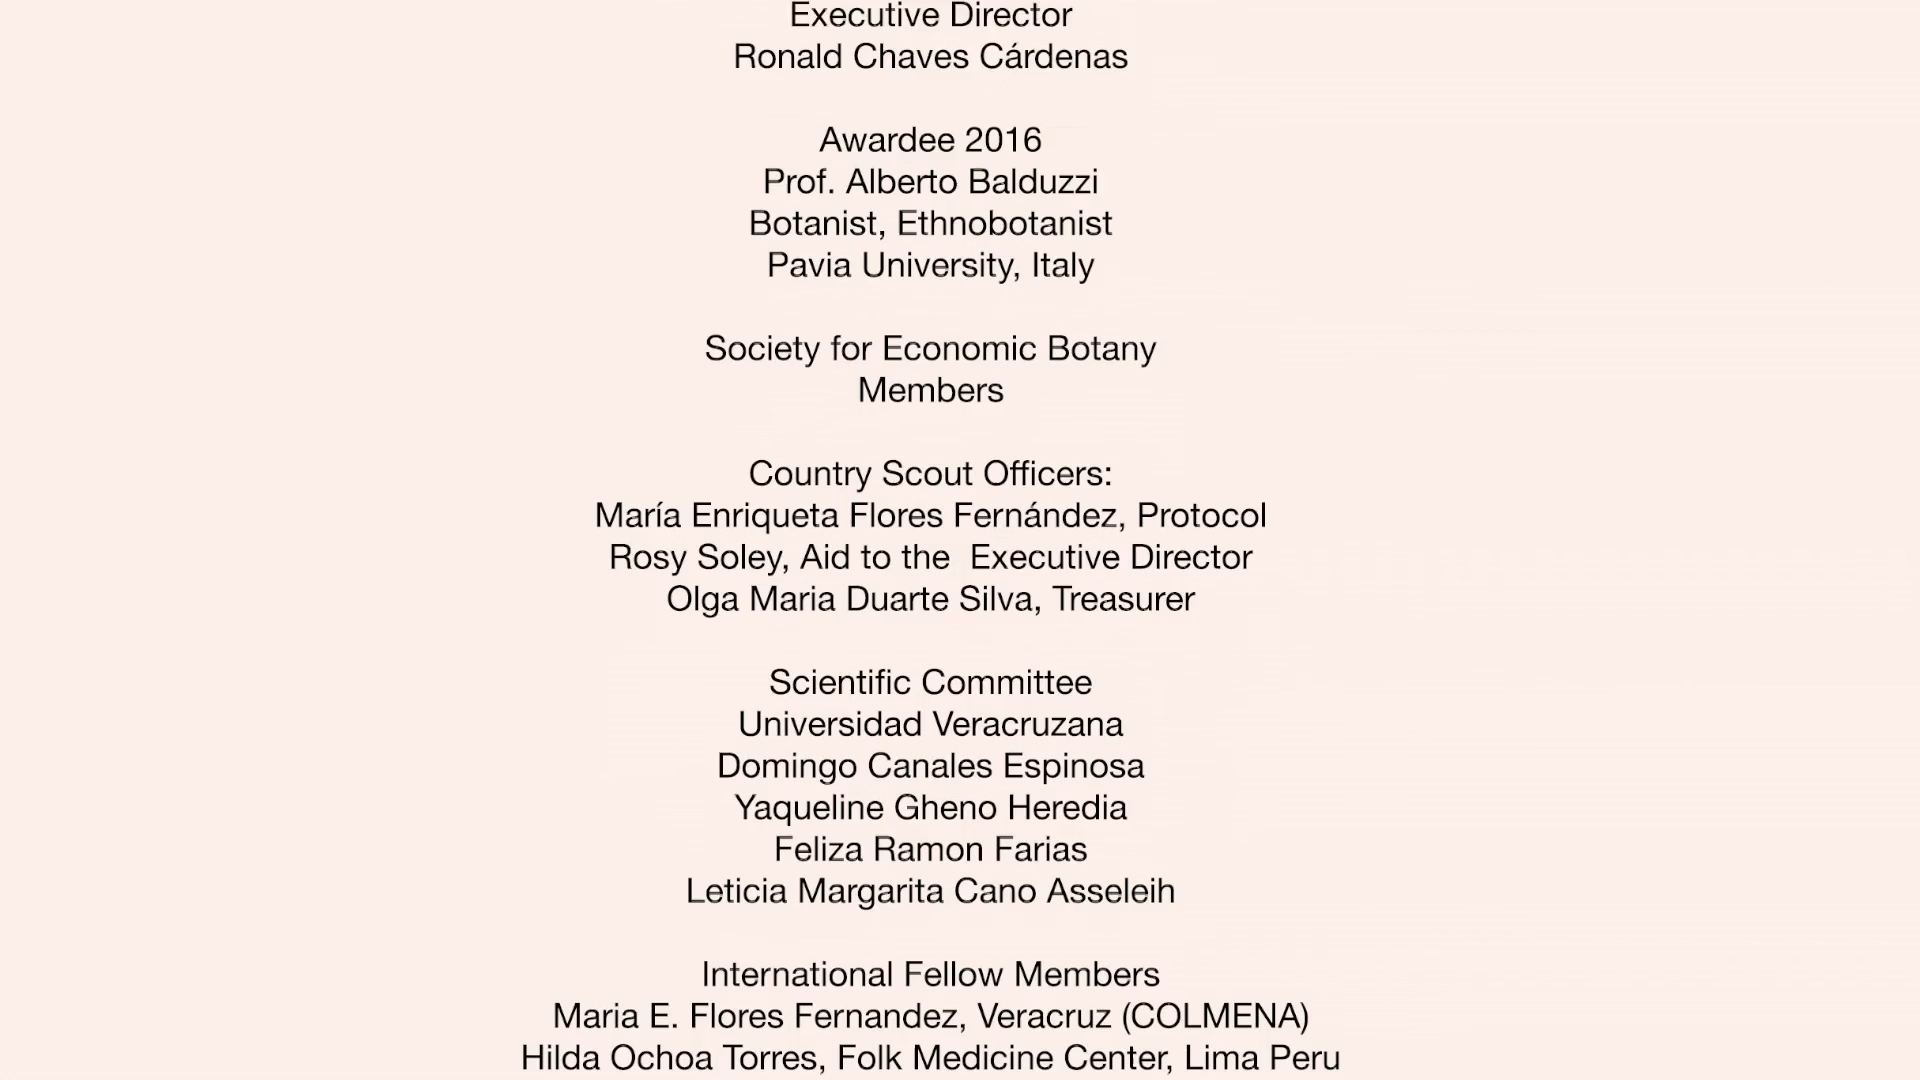 Executive Director
Ronald Chaves Cárdenas
Awardee 2016
Prof. Alberto Balduzzi
Botanist, Ethnobotanist
Pavia University, Italy
Society for Economic Botany
Members
Country Scout Officers:
María Enriqueta Flores Fernández, Protocol
Rosy Soley, Aid to the  Executive Director
Olga Maria Duarte Silva, Treasurer
Scientific Committee
Universidad Veracruzana
Domingo Canales Espinosa
Yaqueline Gheno Heredia
Feliza Ramon Farias
Leticia Margarita Cano Asseleih
International Fellow Members
Maria E. Flores Fernandez, Veracruz (COLMENA)
Hilda Ochoa Torres, Folk Medicine Center, Lima Peru